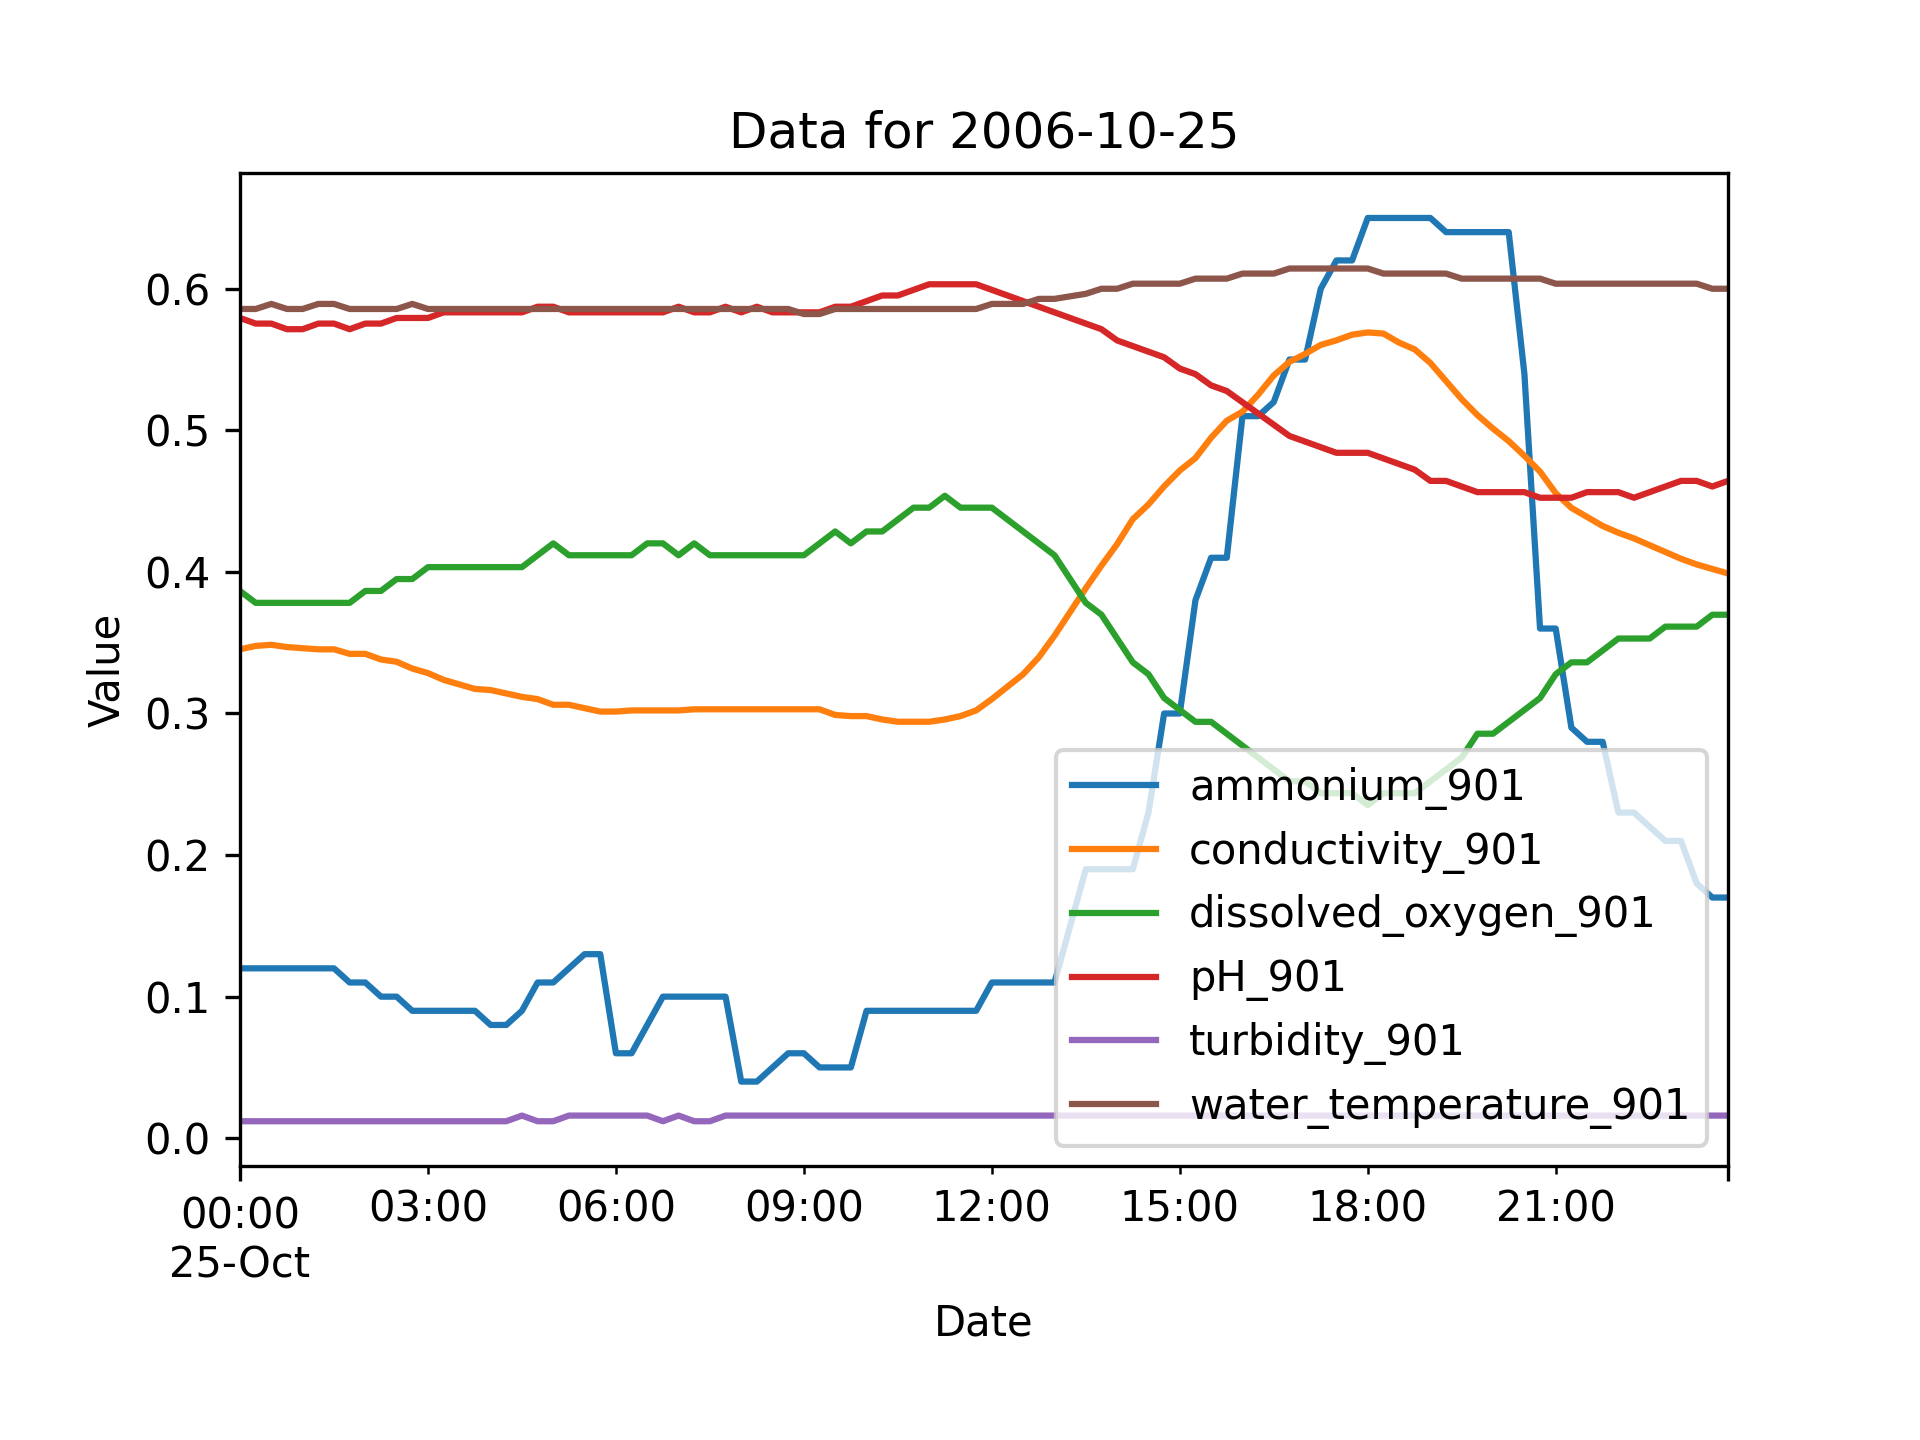 Data for 2006-10-25
Value
0.6
0.5
0.4
0.3
0.2
0.1
0.0
ammonium_901
conductivity_901
dissolved_oxygen_901
pH_901
turbidity_901
water_temperature_901
00:00 03:00 06:00 09:00 12:00 15:00 18:00 21:00
25-Oct
Date